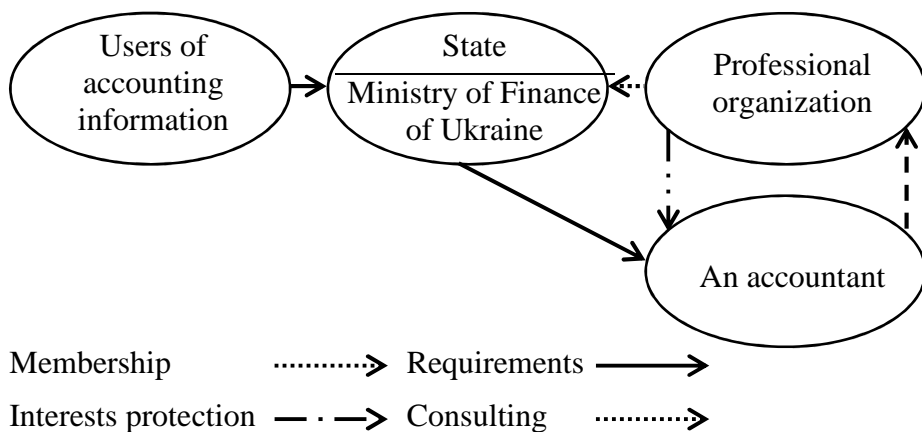 Users of
accounting
information
State
Ministry of Finance
of Ukraine
Professional
organization
An accountant
Membership
Requirements
Interests protection
Consulting